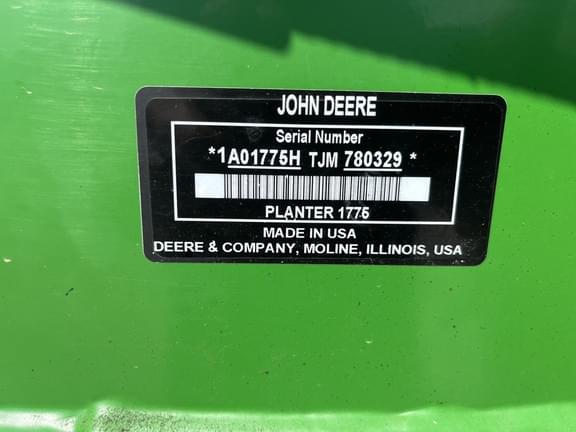 JOHN DEERE
Serial Number
*1A01775H TJM 780329 *
PLANTER 1775
MADE IN USA
DEERE & COMPANY, MOLINE, ILLINOIS, USA